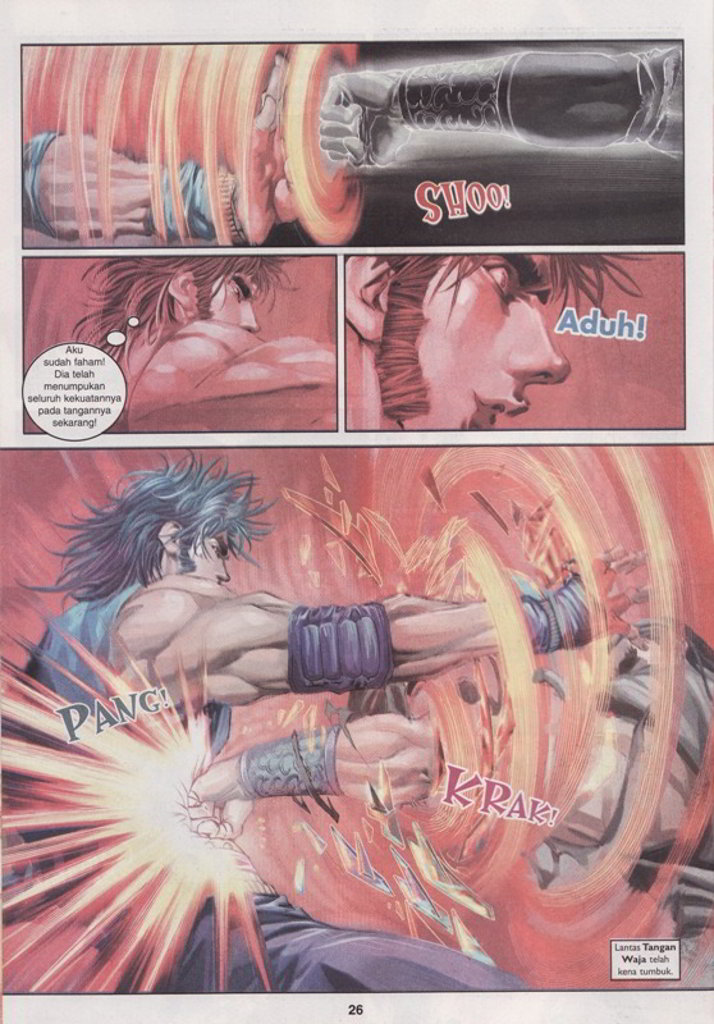 SHOO!
Aku
sudah faham!
Dia telah
menumpukan
seluruh kekuatannya
pada tangannya
sekarang!
Aduh!
PANG!
KRAK!
Lantas Tangan
Waja telah
kena tumbuk.
26